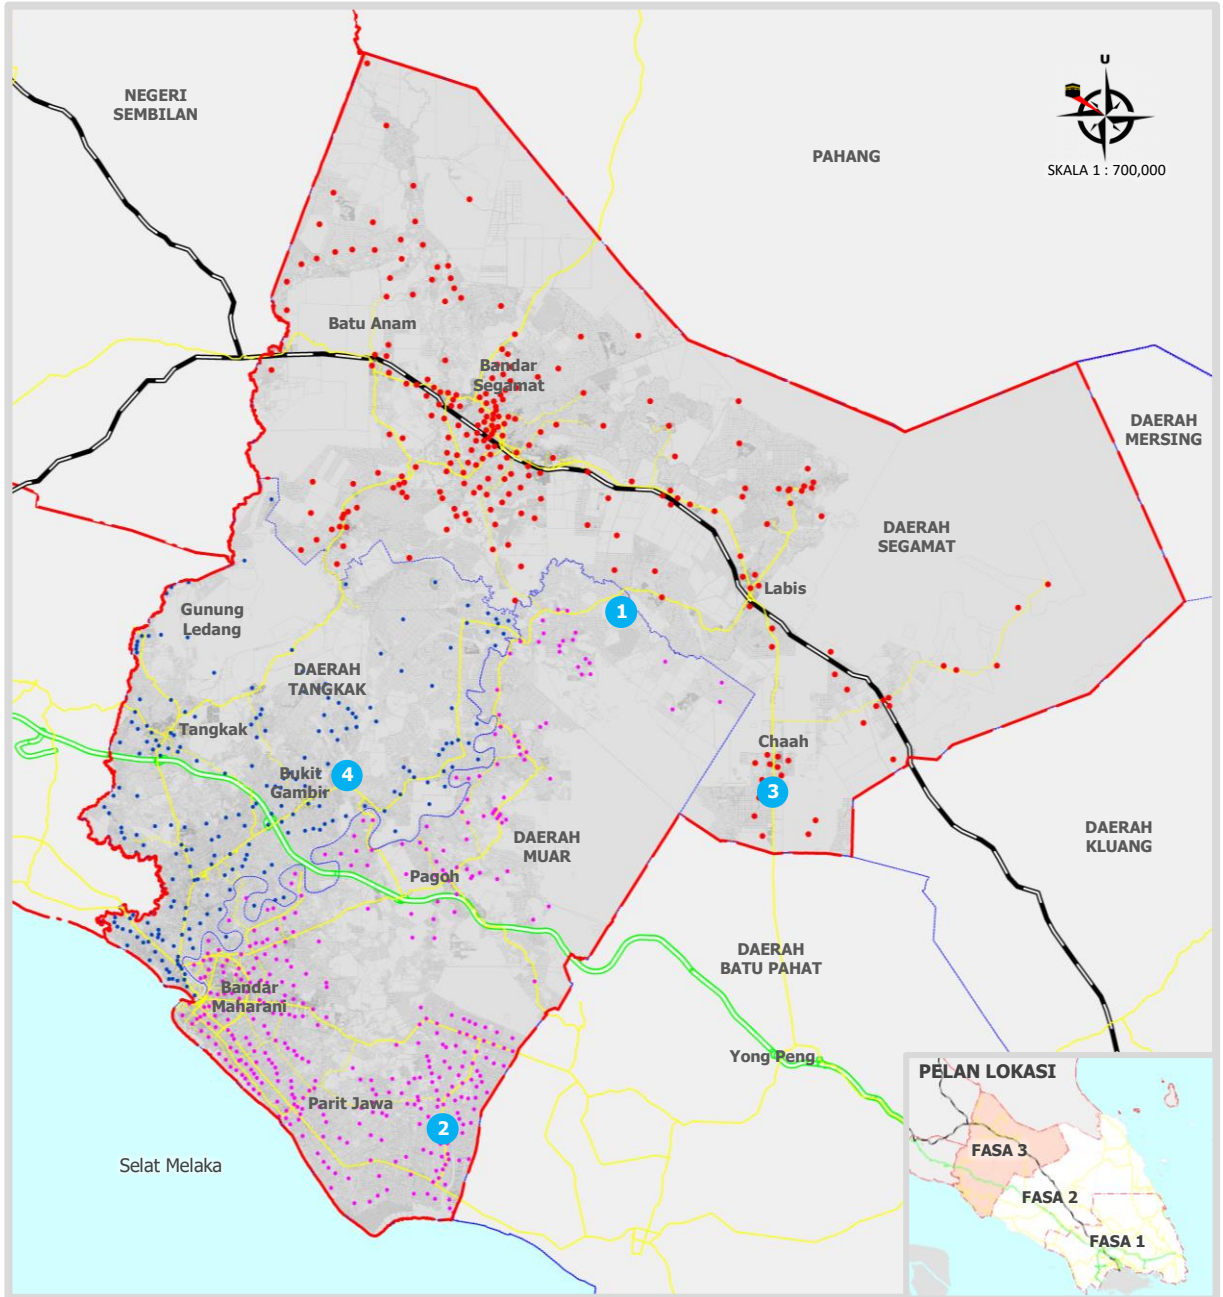 U
SKALA 1 : 700,000
NEGERI
SEMBILAN
PAHANG
Batu Anam
Bandar
Segamat
DAERAH
MERSING
DAERAH
SEGAMAT
Labis
Gunung
Ledang
1
DAERAH
TANGKAK
Tangkak
Chaah
Bukit
Gambir
4
3
DAERAH
MUAR
DAERAH
KLUANG
Pagoh
DAERAH
BATU PAHAT
Bandar
Maharani
Yong Peng
Parit Jawa
2
Selat Melaka
PELAN LOKASI
FASA 3
FASA 2
FASA 1